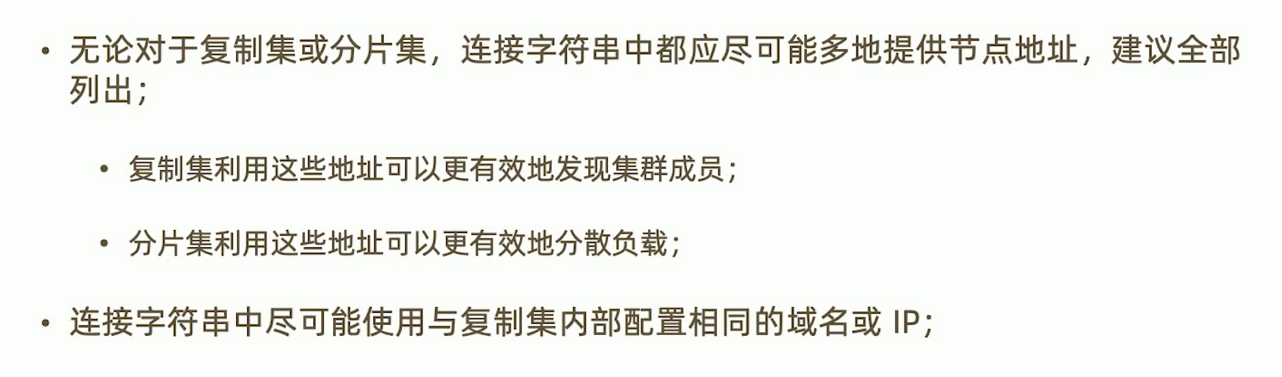 • 无论对于复制集或分片集，连接字符串中都应尽可能多地提供节点地址，建议全部
列出；
• 复制集利用这些地址可以更有效地发现集群成员；
• 分片集利用这些地址可以更有效地分散负载；
• 连接字符串中尽可能使用与复制集内部配置相同的域名或 IP；